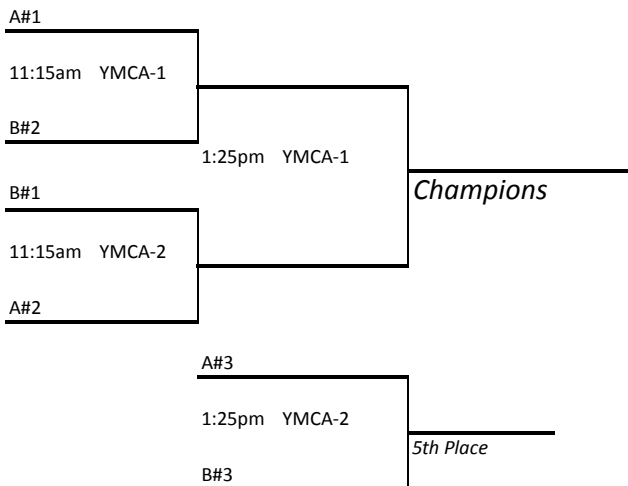 A#1
11:15am YMCA-1
B#2
1:25pm YMCA-1
Champions
B#1
11:15am YMCA-2
A#2
A#3
1:25pm YMCA-2
5th Place
B#3